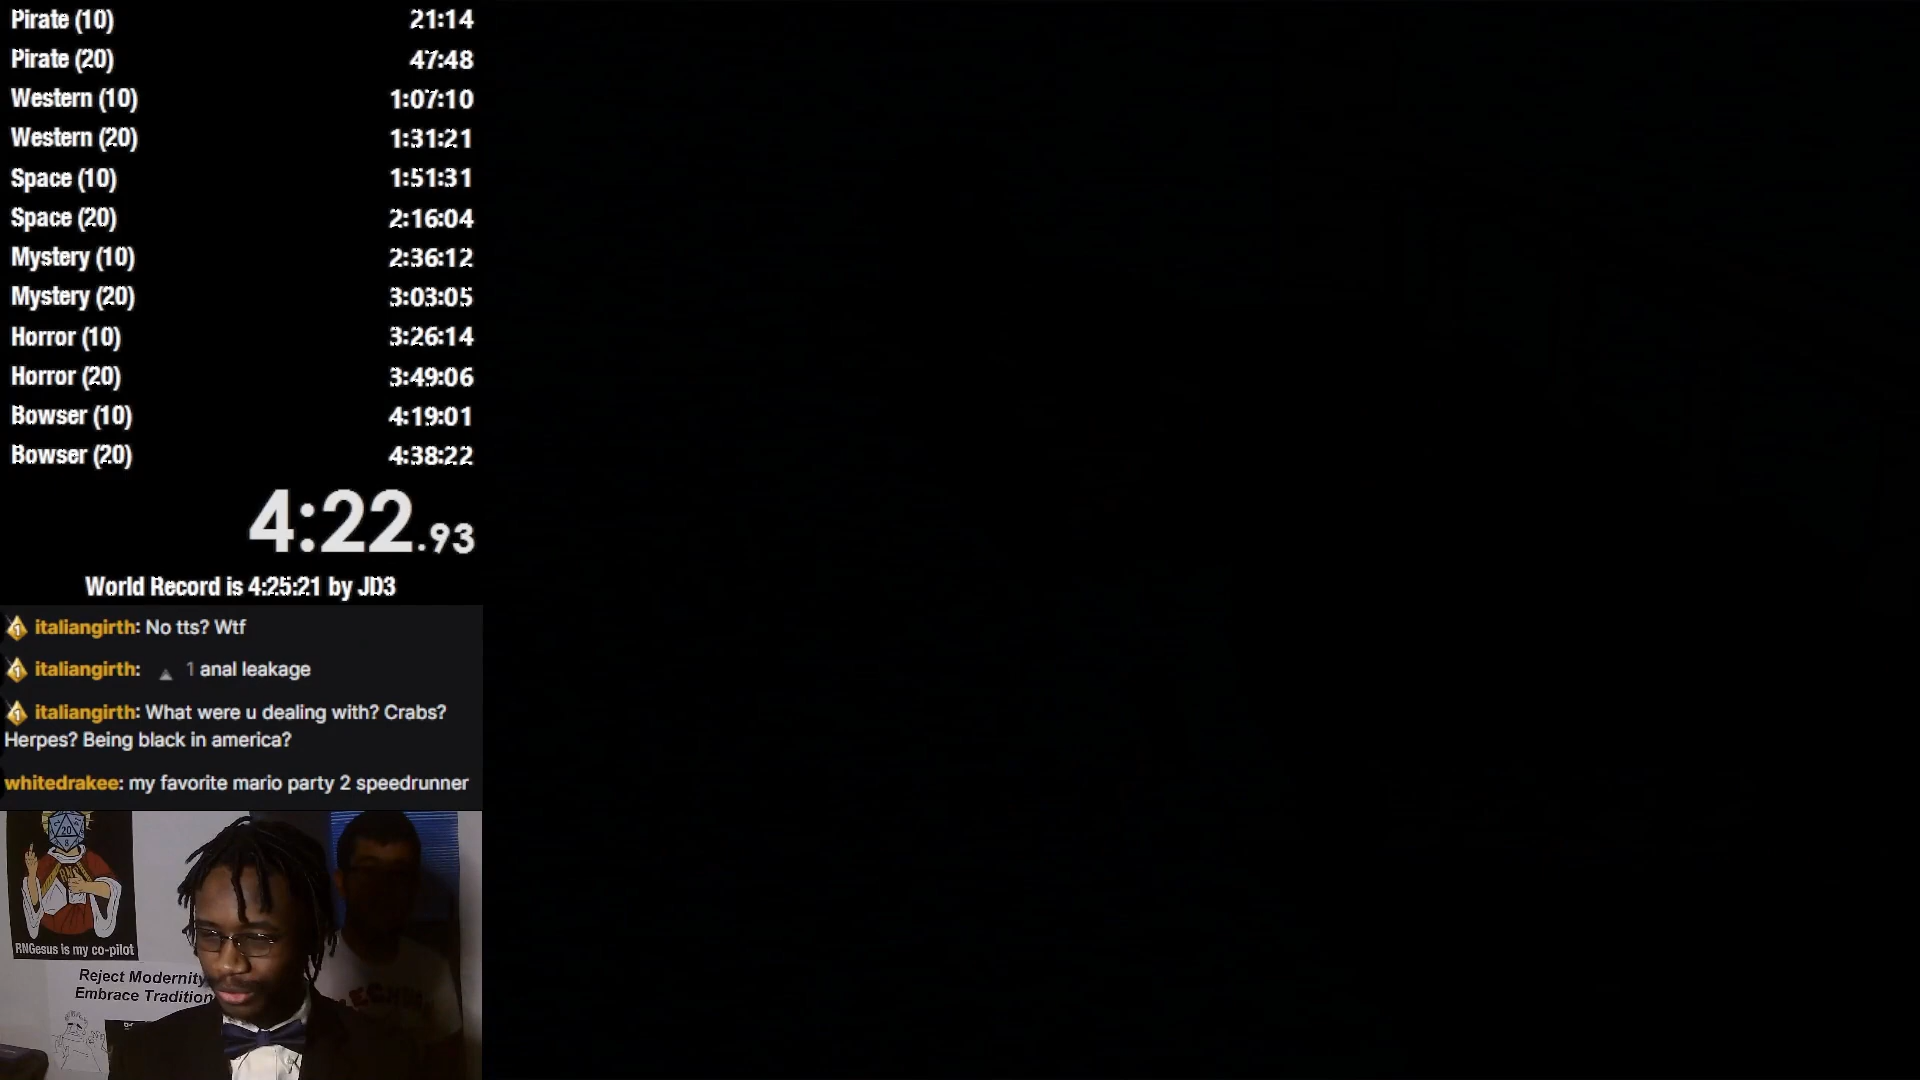 Pirate (10) 21:14
Pirate (20) 47:48
Western (10) 1:07:10
Western (20) 1:31:21
Space (10) 1:51:31
Space (20) 2:16:04
Mystery (10) 2:36:12
Mystery (20) 3:03:05
Horror (10) 3:26:14
Horror (20) 3:49:06
Bowser (10) 4:19:01
Bowser (20) 4:38:22
4:22.93
World Record is 4:25:21 by JD3
italiangirth: No tts? Wtf
italiangirth: 1 anal leakage
italiangirth: What were u dealing with? Crabs?
Herpes? Being black in america?
whitedrakee: my favorite mario party 2 speedrunner
20
8
RNGesus is my co-pilot
Reject Modernity
Embrace Tradition